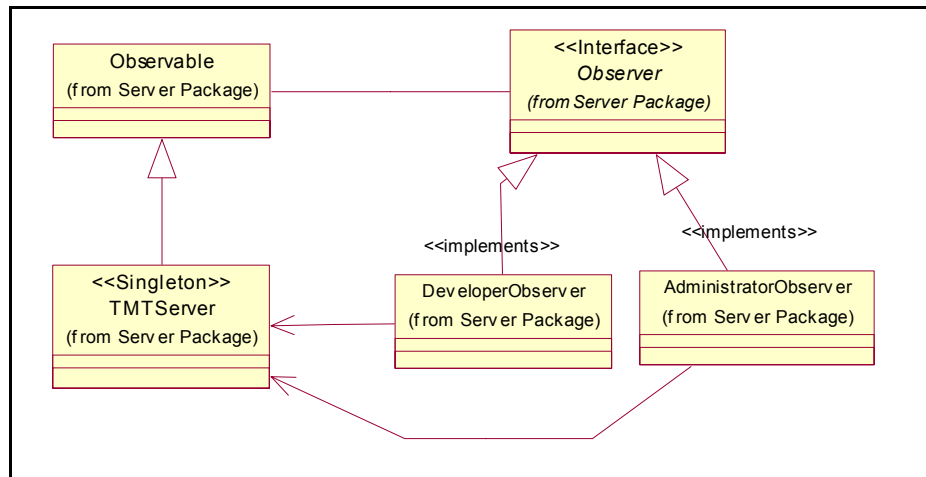 Observable
(from Server Package)
<<Interface>>
Observer
(from Server Package)
<<implements>>
<<implements>>
<<Singleton>>
TMTServer
(from Server Package)
DeveloperObserver
(from Server Package)
AdministratorObserver
(from Server Package)